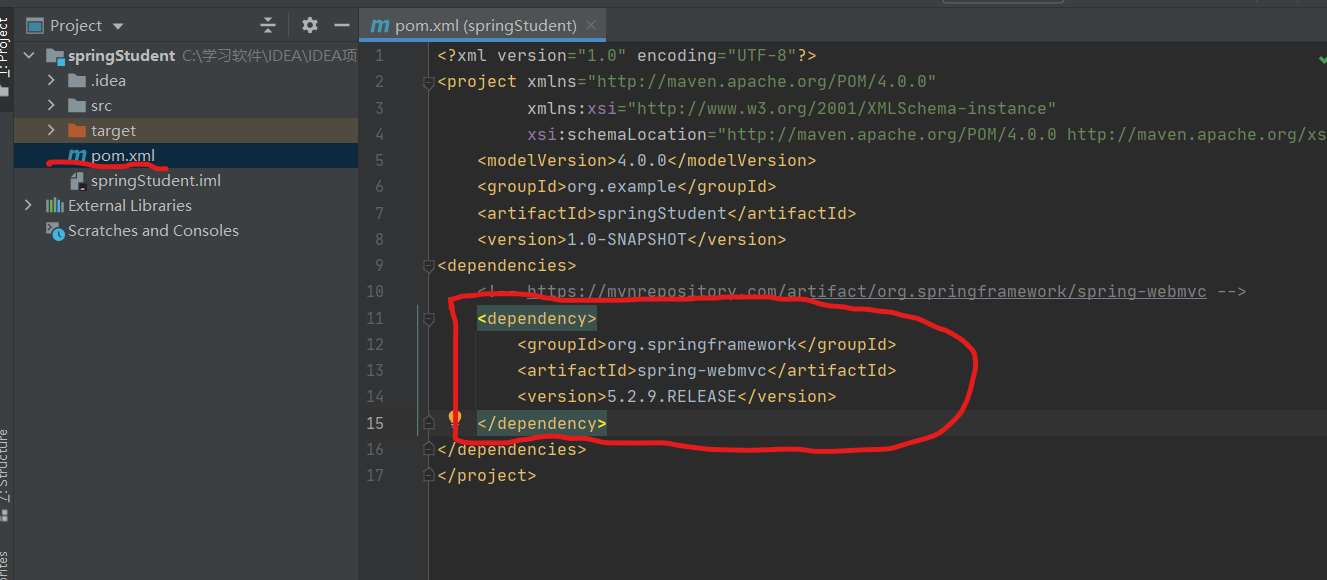 Project
pom.xml (springStudent)
springStudent C:\学习软件\IDEA\IDEA项
.idea
src
target
pom.xml
springStudent.iml
External Libraries
Scratches and Consoles
1: Project
7: Structure
1 <?xml version="1.0" encoding="UTF-8"?>
2 <project xmlns="http://maven.apache.org/POM/4.0.0"
3 xmlns:xsi="http://www.w3.org/2001/XMLSchema-instance"
4 xsi:schemaLocation="http://maven.apache.org/POM/4.0.0 http://maven.apache.org/xs
5 <modelVersion>4.0.0</modelVersion>
6 <groupId>org.example</groupId>
7 <artifactId>springStudent</artifactId>
8 <version>1.0-SNAPSHOT</version>
9 <dependencies>
10 <!-- https://mvnrepository.com/artifact/org.springframework/spring-webmvc -->
11 <dependency>
12 <groupId>org.springframework</groupId>
13 <artifactId>spring-webmvc</artifactId>
14 <version>5.2.9.RELEASE</version>
15 </dependency>
16 </dependencies>
17 </project>